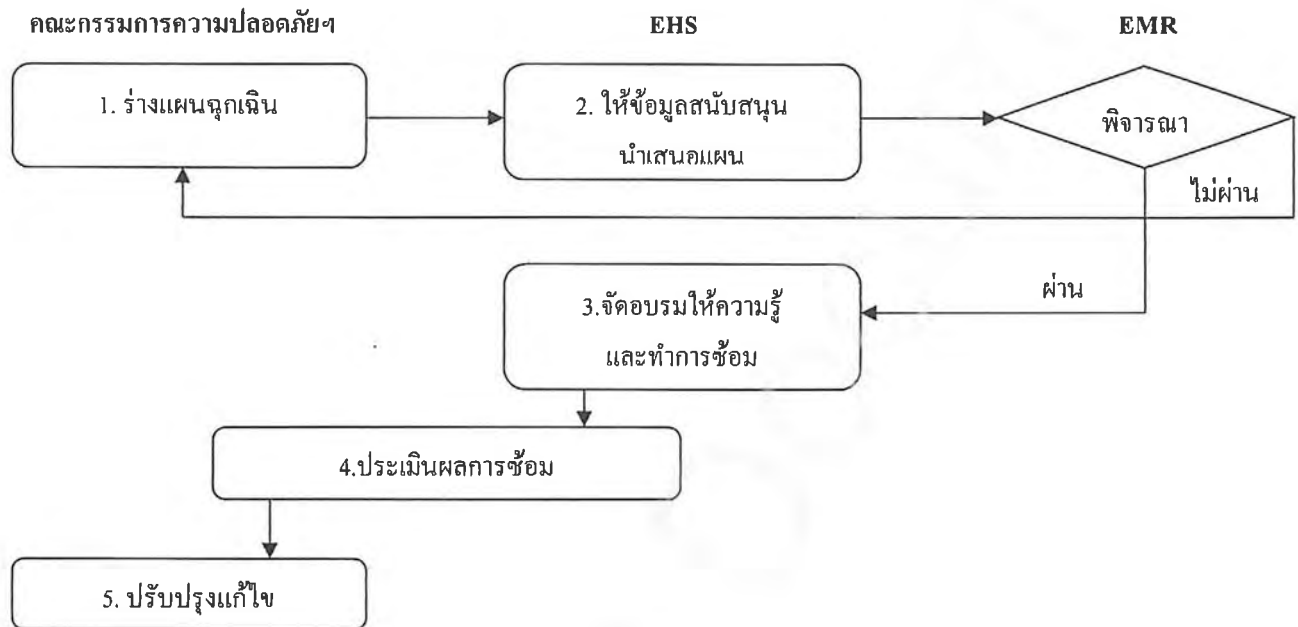 คณะกรรมการความปลอดภัยฯ
EHS
EMR
1. ร่างแผนฉุกเฉิน
2. ให้ข้อมูลสนับสนุน
นำเสนอแผน
พิจารณา
ไม่ผ่าน
ผ่าน
3.จัดอบรมให้ความรู้
และทำการซ้อม
4.ประเมินผลการซ้อม
5. ปรับปรุงแก้ไข